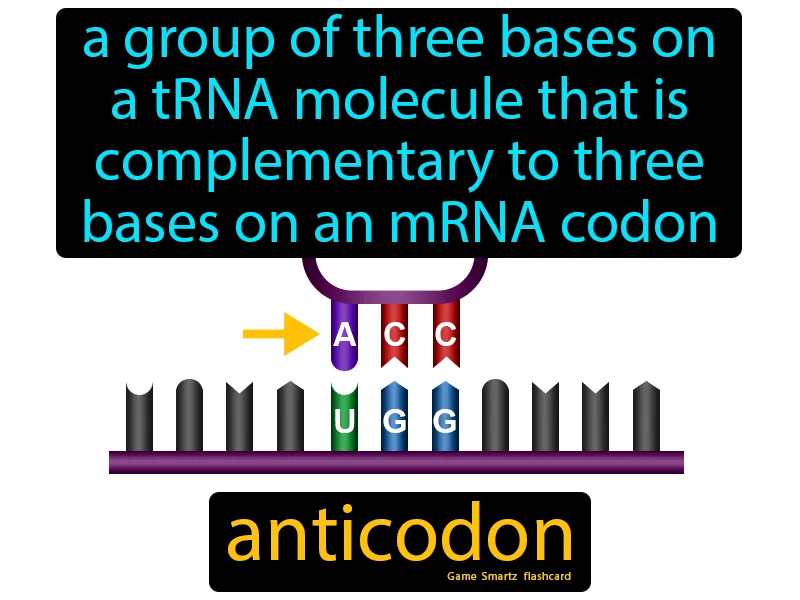 a group of three bases on
a tRNA molecule that is
complementary to three
bases on an mRNA codon
A C C
U G G
anticodon
Game Smartz flashcard